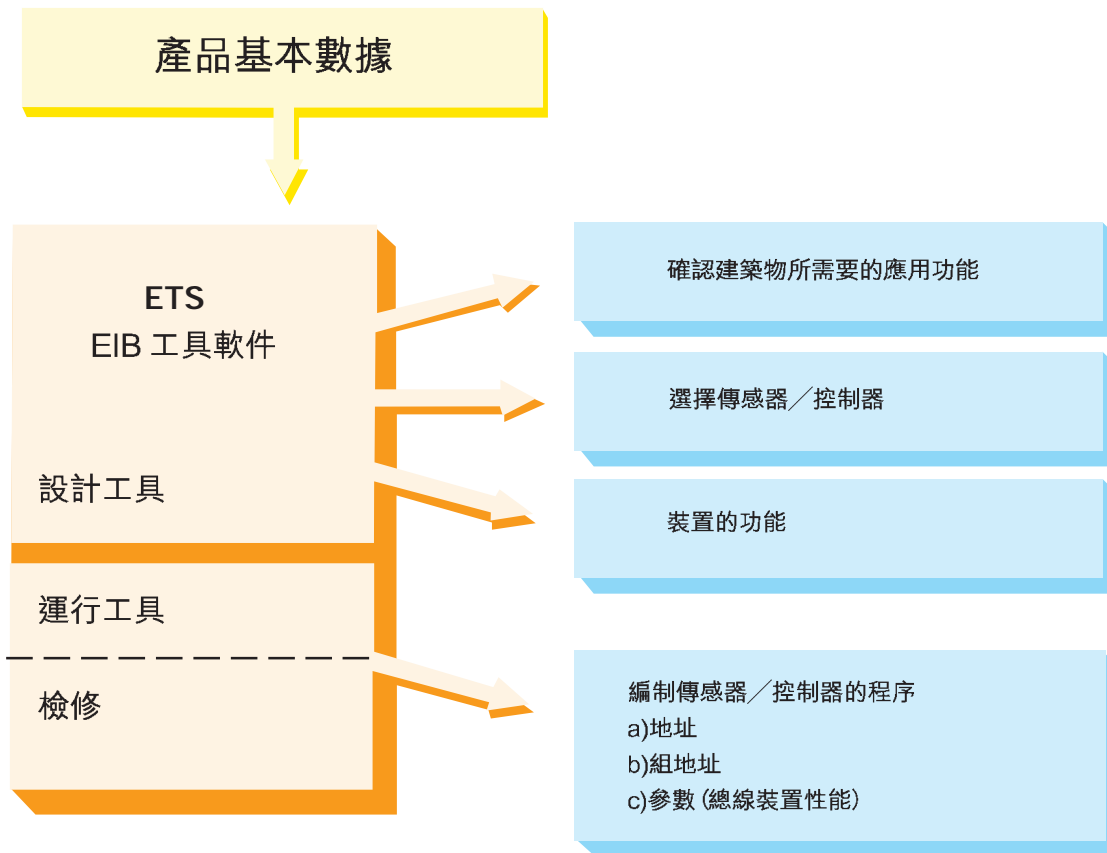 產品基本數據
ETS
EIB 工具軟件
設計工具
運行工具
檢修
確認建築物所需要的應用功能
選擇傳感器╱控制器
裝置的功能
編制傳感器╱控制器的程序
a)地址
b)組地址
c)參數(總線裝置性能)